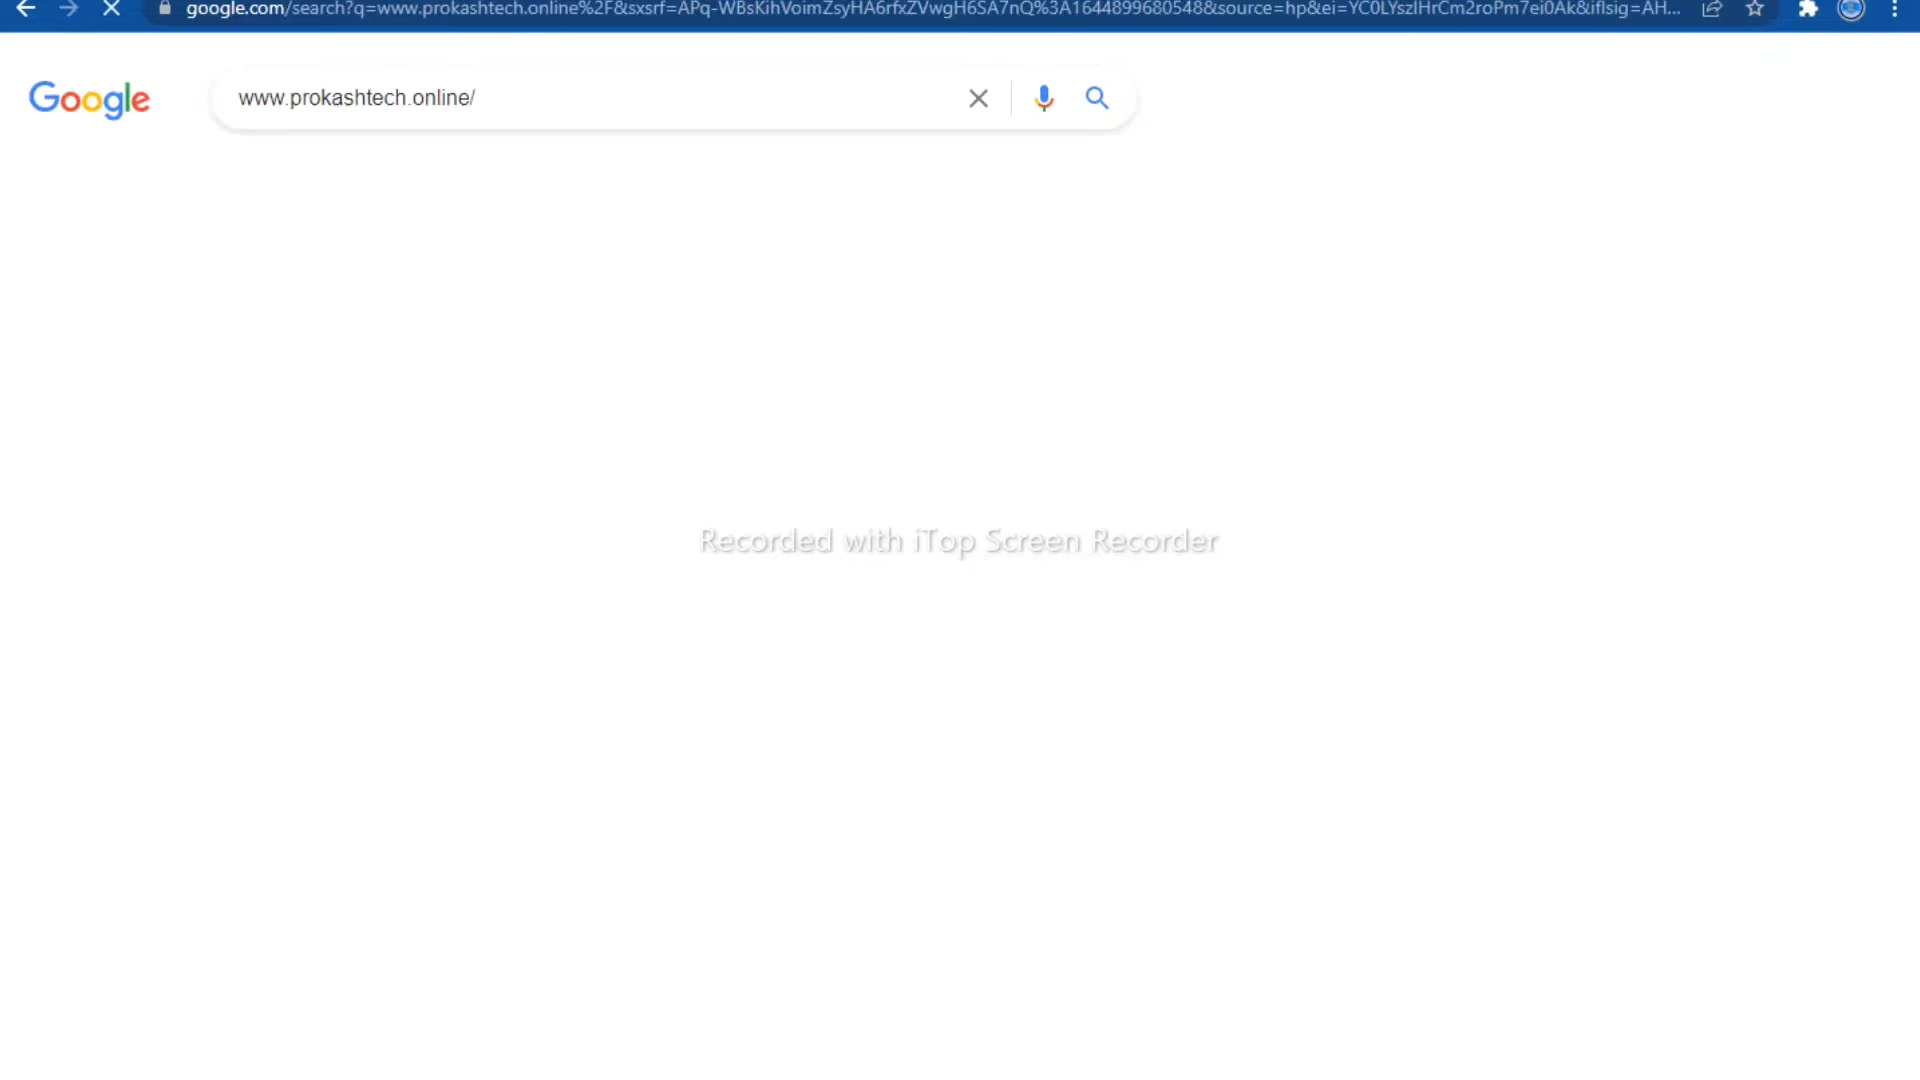 google.com/search?q=www.prokashtech.online%2F&sxsrf=APq-WBsKihVoimZsyHA6rfxZVwgH6SA7nQ%3A1644899680548&source=hp&ei=YC0LYszIHrCm2roPm7ei0Ak&iflsig=AH...
Google
www.prokashtech.online/
Recorded with iTop Screen Recorder